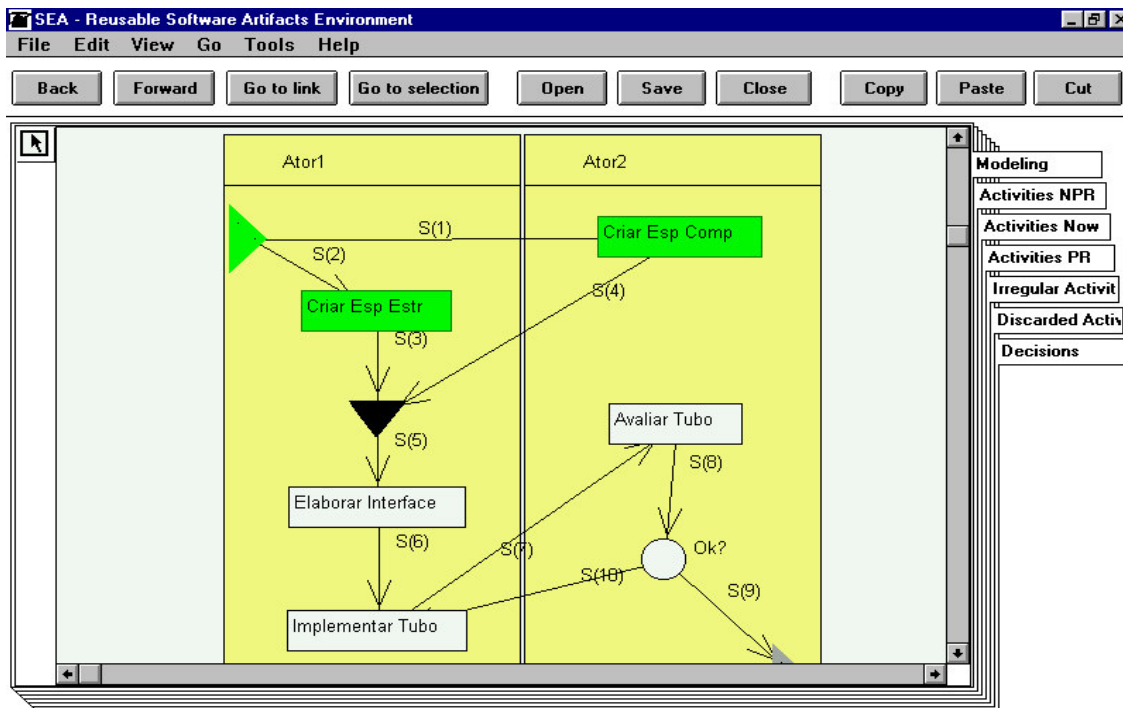 SEA - Reusable Software Artifacts Environment
File Edit View Go Tools Help
Back Forward Go to link Go to selection Open Save Close Copy Paste Cut
Ator1 Ator2
Modeling
Activities NPR
Activities Now
Activities PR
Irregular Activit
Discarded Activ
Decisions
S(1)
Criar Esp Comp
S(2)
Criar Esp Estr
S(4)
S(3)
Avaliar Tubo
S(5)
S(8)
Elaborar Interface
S(6)
S(7)
Ok?
S(10)
S(9)
Implementar Tubo